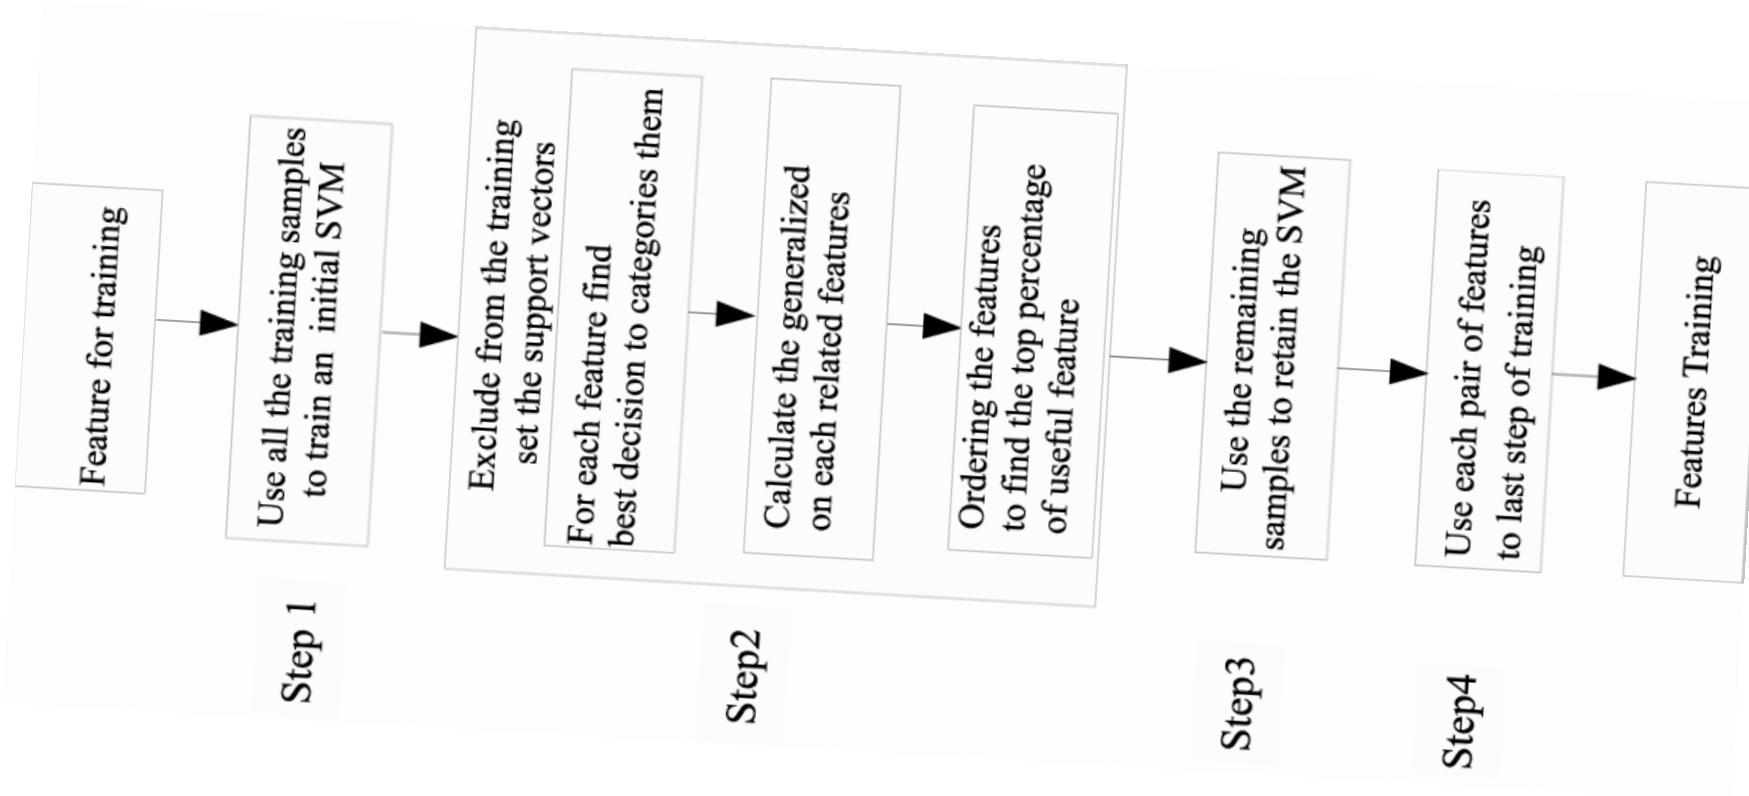 Feature for training
Step 1
Use all the training samples
to train an initial SVM
Step2
Exclude from the training
set the support vectors
For each feature find
best decision to categories them
Calculate the generalized
on each related features
Ordering the features
to find the top percentage
of useful feature
Step3
Use the remaining
samples to retain the SVM
Step4
Use each pair of features
to last step of training
Features Training